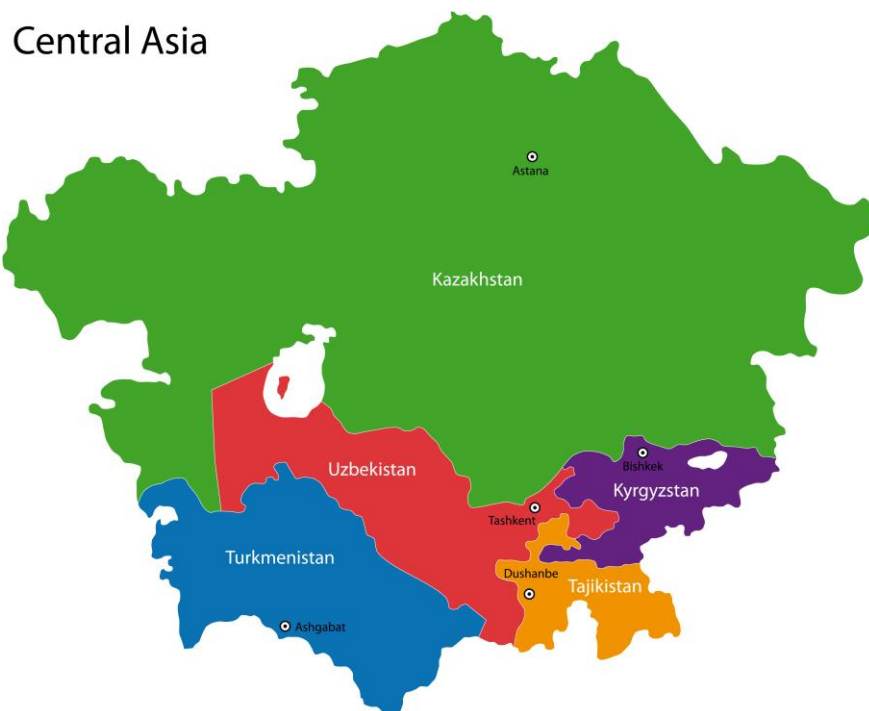 Central Asia
Astana
Kazakhstan
Bishkek
Uzbekistan
Kyrgyzstan
Tashkent
Turkmenistan
Dushanbe
Tajikistan
Ashgabat